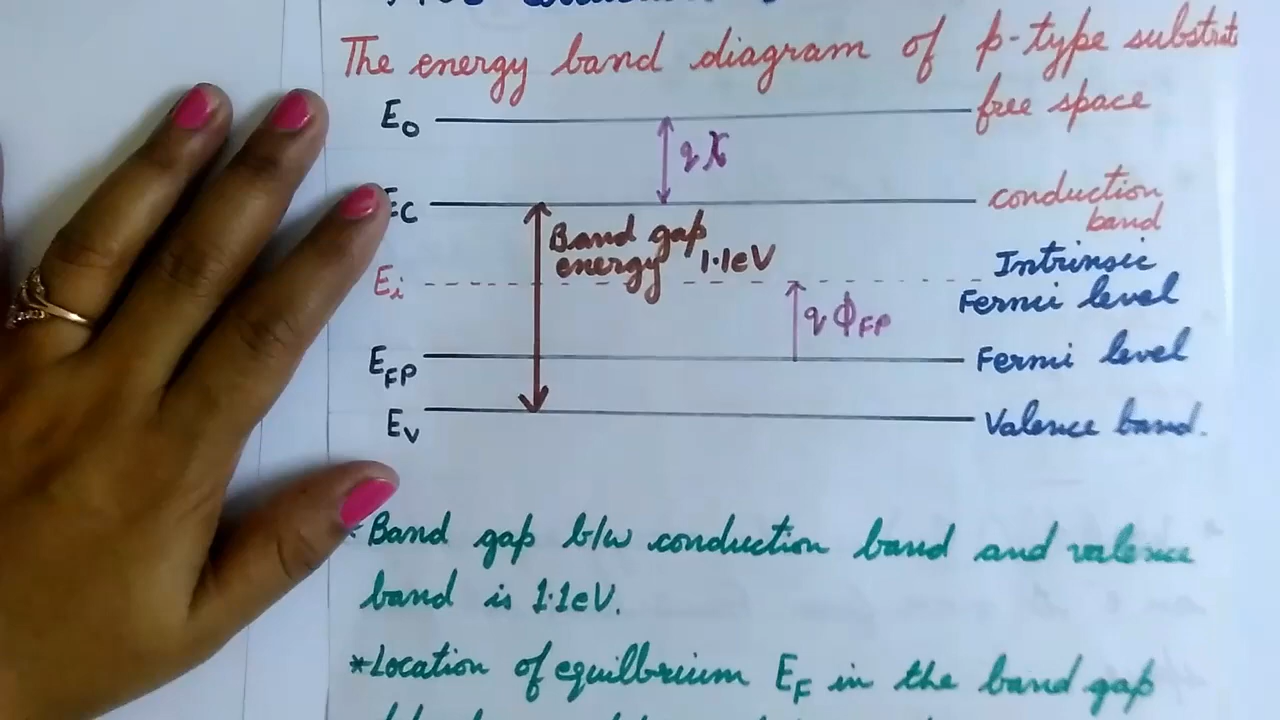 The energy band diagram of p-type substrat
E0
free space
qχ
EC
conduction
band
Band gap
energy 1.1eV
Ei
Intrinsic
Fermi level
qϕFP
EFP
Fermi level
EV
Valence band.
*Band gap b/w conduction band and valence
band is 1.1eV.
*Location of equilbrium EF in the band gap